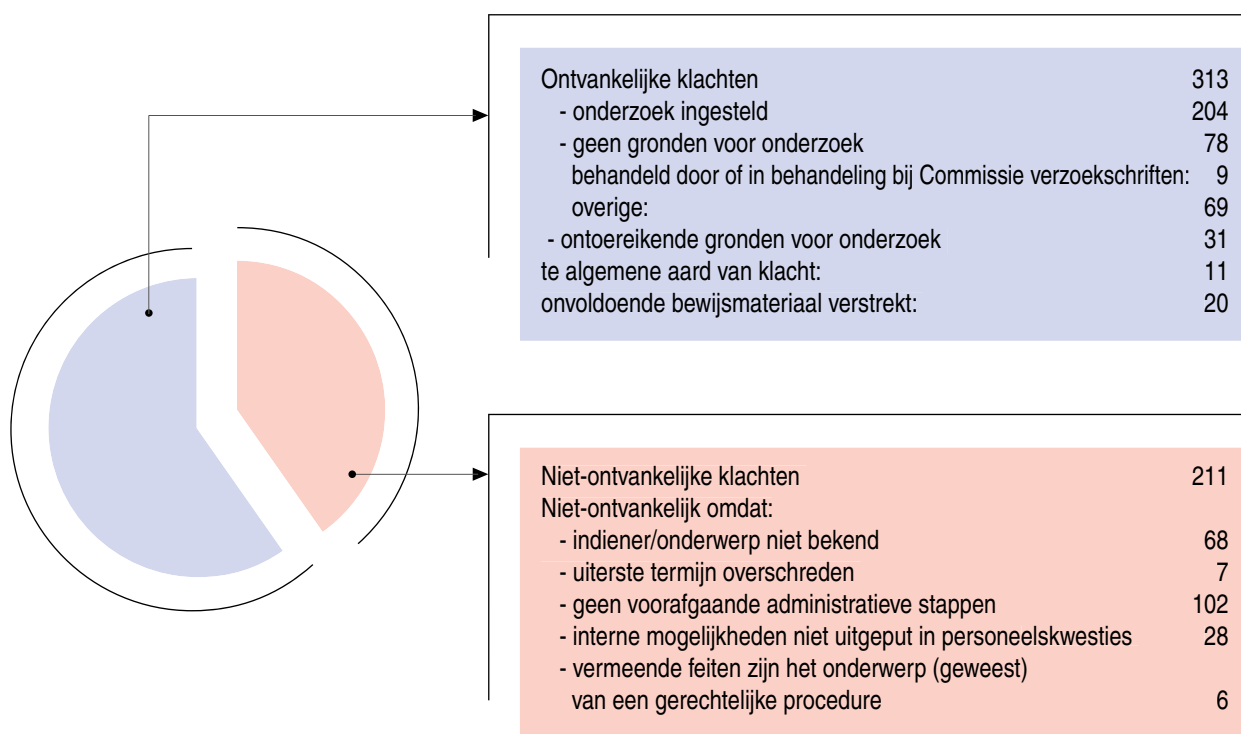 Ontvankelijke klachten 313
- onderzoek ingesteld 204
- geen gronden voor onderzoek 78
behandeld door of in behandeling bij Commissie verzoekschriften: 9
overige: 69
- ontoereikende gronden voor onderzoek 31
te algemene aard van klacht: 11
onvoldoende bewijsmateriaal verstrekt: 20
Niet-ontvankelijke klachten 211
Niet-ontvankelijk omdat:
- indiener/onderwerp niet bekend 68
- uiterste termijn overschreden 7
- geen voorafgaande administratieve stappen 102
- interne mogelijkheden niet uitgeput in personeelskwesties 28
- vermeende feiten zijn het onderwerp (geweest)
van een gerechtelijke procedure 6